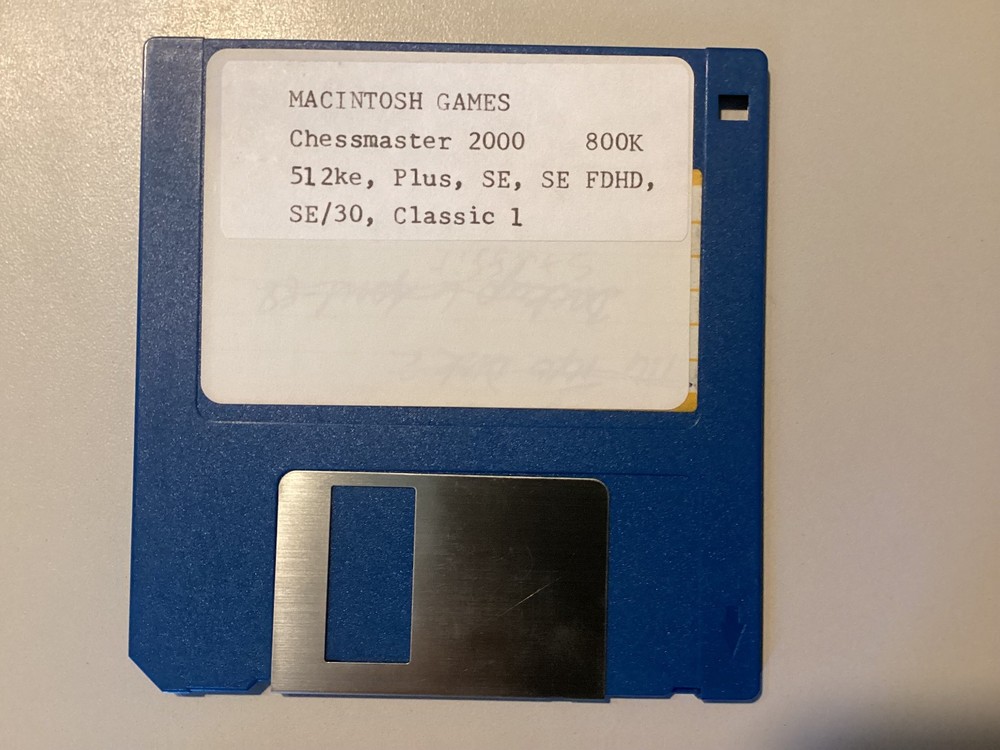 MACINTOSH GAMES
Chessmaster 2000 800K
512ke, Plus, SE, SE FDHD,
SE/30, Classic 1